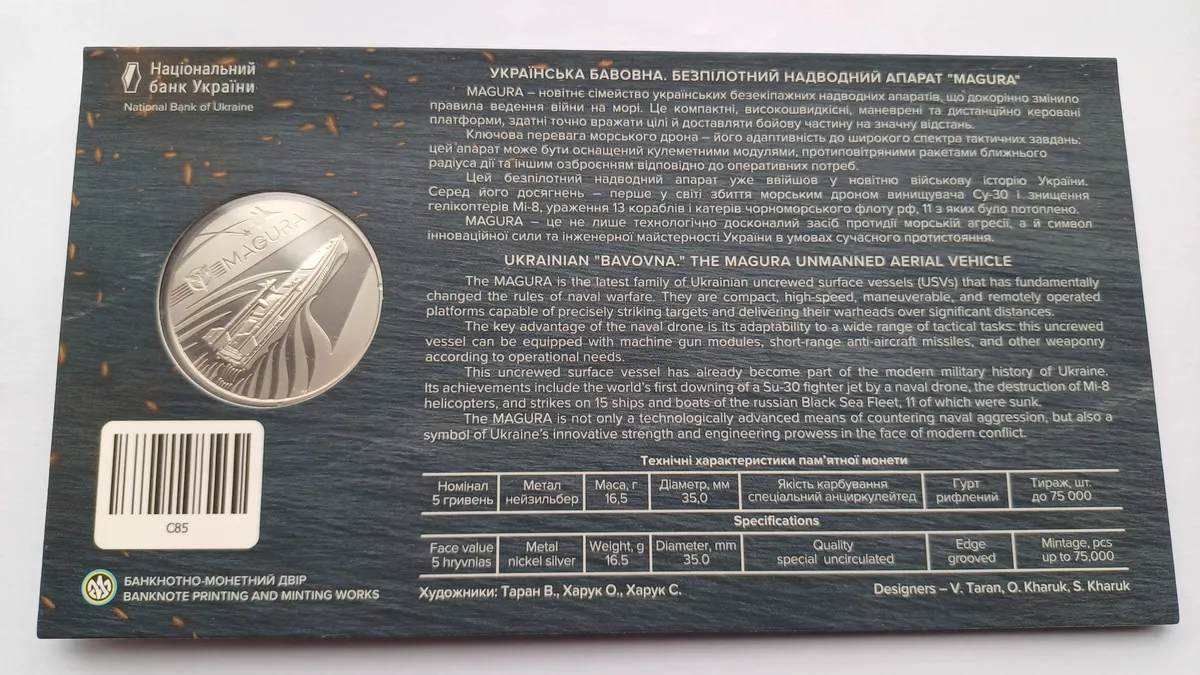 Національний
банк України
National Bank of Ukraine
MAGURA
C85
БАНКНОТНО-МОНЕТНИЙ ДВІР
BANKNOTE PRINTING AND MINTING WORKS
УКРАЇНСЬКА БАВОВНА. БЕЗПІЛОТНИЙ НАДВОДНИЙ АПАРАТ "MAGURA"
MAGURA – новітнє сімейство українських безекіпажних надводних апаратів, що докорінно змінило
правила ведення війни на морі. Це компактні, високошвидкісні, маневрені та дистанційно керовані
платформи, здатні точно вражати цілі й доставляти бойову частину на значну відстань.
Ключова перевага морського дрона – його адаптивність до широкого спектра тактичних завдань:
цей апарат може бути оснащений кулеметними модулями, протиповітряними ракетами ближнього
радіуса дії та іншим озброєнням відповідно до оперативних потреб.
Цей безпілотний надводний апарат уже ввійшов у новітню військову історію України.
Серед його досягнень – перше у світі збиття морським дроном винищувача Су-30 і знищення
гелікоптерів Мі-8, ураження 13 кораблів і катерів чорноморського флоту рф, 11 з яких було потоплено.
MAGURA – це не лише технологічно досконалий засіб протидії морській агресії, а й символ
інноваційної сили та інженерної майстерності України в умовах сучасного протистояння.
UKRAINIAN "BAVOVNA." THE MAGURA UNMANNED AERIAL VEHICLE
The MAGURA is the latest family of Ukrainian uncrewed surface vessels (USVs) that has fundamentally
changed the rules of naval warfare. They are compact, high-speed, maneuverable, and remotely operated
platforms capable of precisely striking targets and delivering their warheads over significant distances.
The key advantage of the naval drone is its adaptability to a wide range of tactical tasks: this uncrewed
vessel can be equipped with machine gun modules, short-range anti-aircraft missiles, and other weaponry
according to operational needs.
This uncrewed surface vessel has already become part of the modern military history of Ukraine.
Its achievements include the world's first downing of a Su-30 fighter jet by a naval drone, the destruction of Mi-8
helicopters, and strikes on 15 ships and boats of the russian Black Sea Fleet, 11 of which were sunk.
The MAGURA is not only a technologically advanced means of countering naval aggression, but also a
symbol of Ukraine's innovative strength and engineering prowess in the face of modern conflict.
Технічні характеристики пам'ятної монети
Номінал Метал Маса, г Діаметр, мм Якість карбування Гурт Тираж, шт.
5 гривень нейзильбер 16,5 35,0 спеціальний анциркулейтед рифлений до 75 000
Specifications
Face value Metal Weight, g Diameter, mm Quality Edge Mintage, pcs
5 hryvnias nickel silver 16.5 35.0 special uncirculated grooved up to 75,000
Художники: Таран В., Харук О., Харук С. Designers – V. Taran, O. Kharuk, S. Kharuk